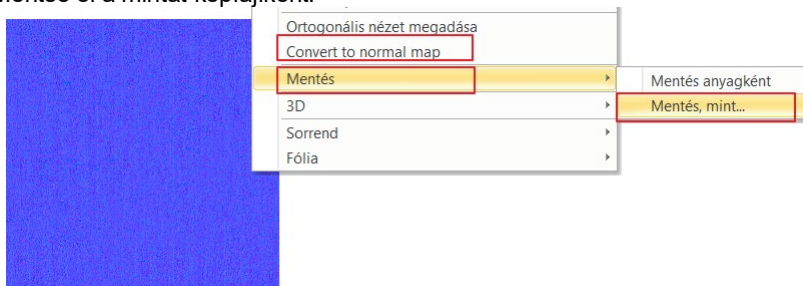 Ortogonális nézet megadása
Convert to normal map
Mentés
Mentés anyagként
3D
Mentés, mint...
Sorrend
Fólia